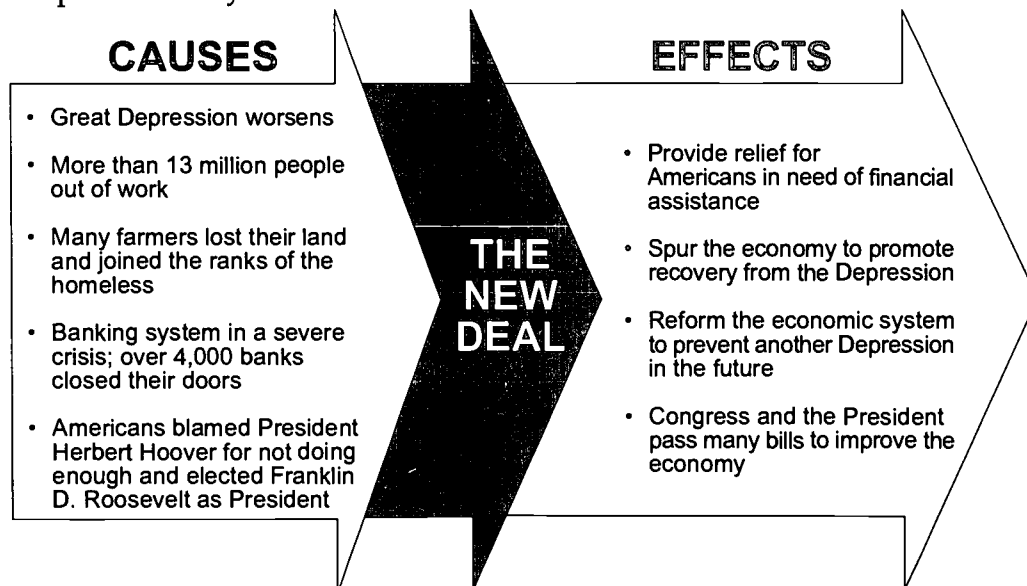 CAUSES
• Great Depression worsens
• More than 13 million people
out of work
• Many farmers lost their land
and joined the ranks of the
homeless
• Banking system in a severe
crisis; over 4,000 banks
closed their doors
• Americans blamed President
Herbert Hoover for not doing
enough and elected Franklin
D. Roosevelt as President
THE
NEW
DEAL
EFFECTS
• Provide relief for
Americans in need of financial
assistance
• Spur the economy to promote
recovery from the Depression
• Reform the economic system
to prevent another Depression
in the future
• Congress and the President
pass many bills to improve the
economy